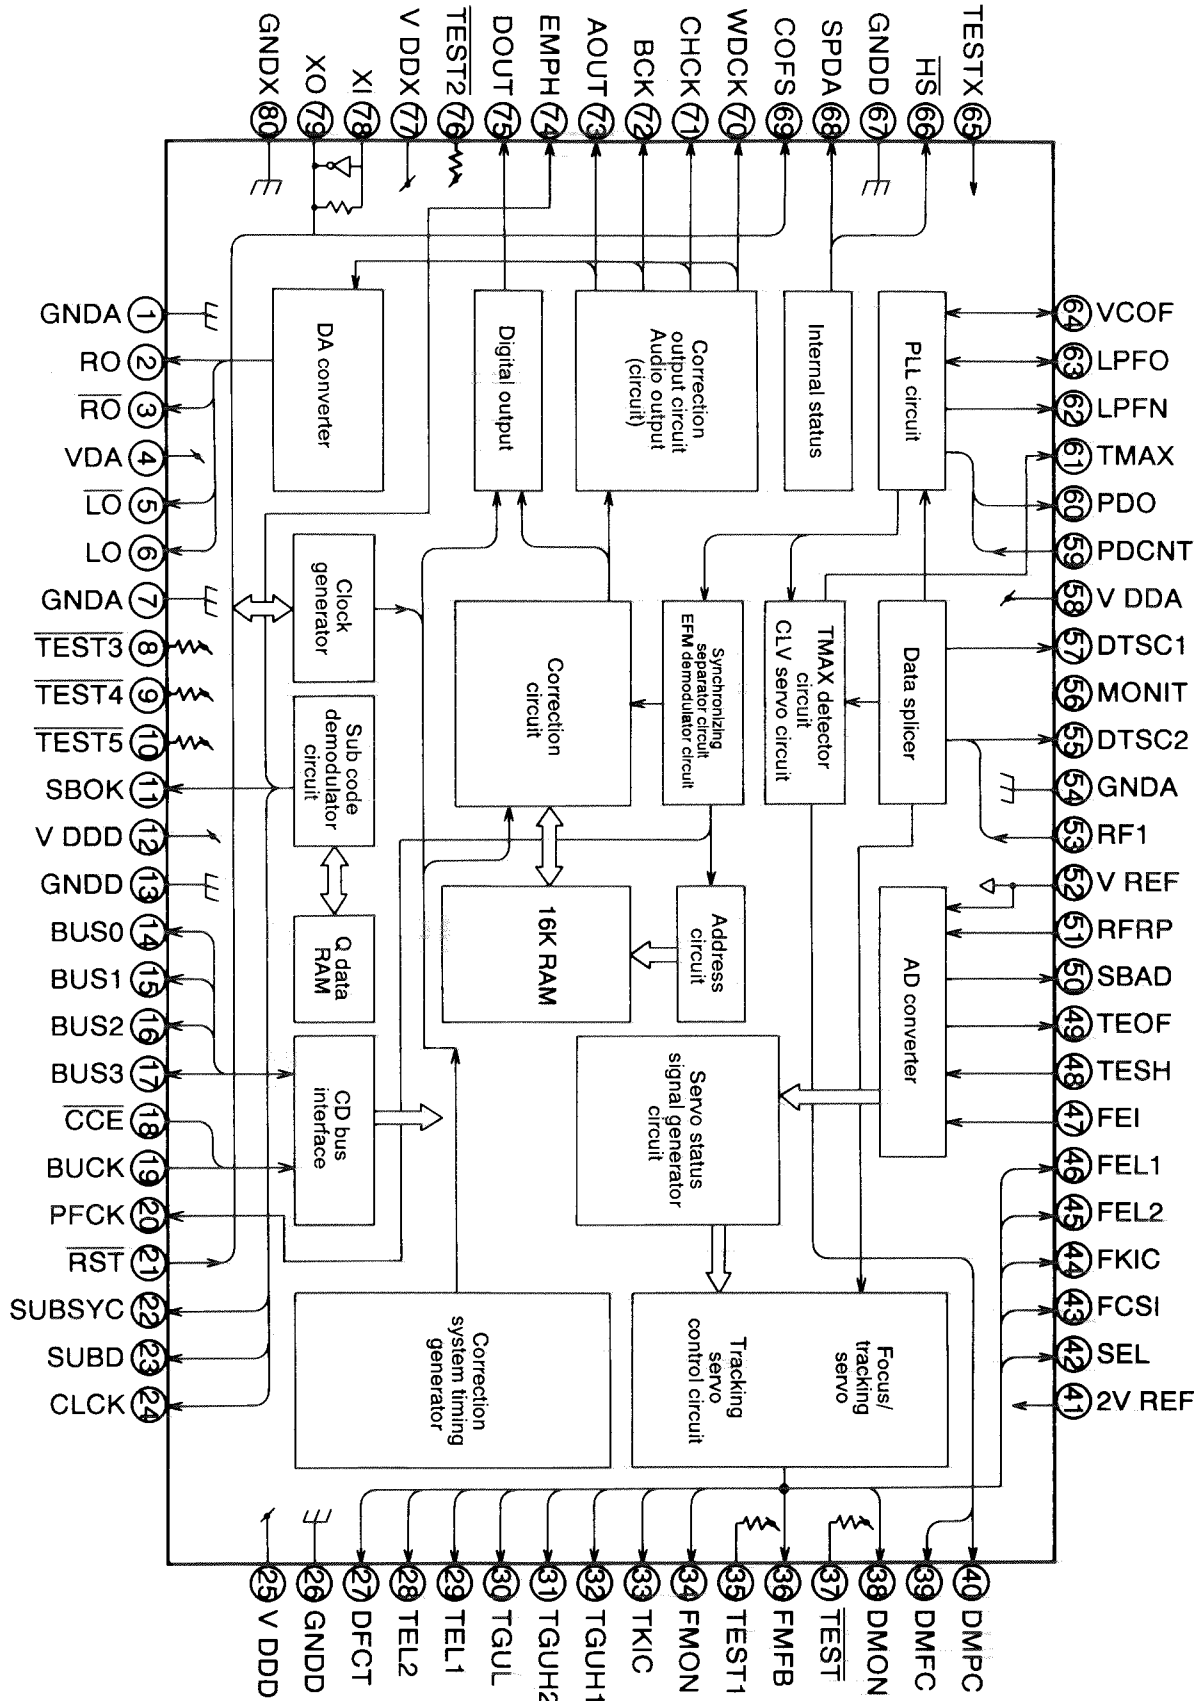 GNDX 80
XO 79
XI 78
V DDX 77
TEST2 76
DOUT 75
EMPH 74
AOUT 73
BCK 72
CHCK 71
WDCK 70
COFS 69
SPDA 68
GNDD 67
HS 66
TESTX 65
GNDA 1
RO 2
RO 3
VDA 4
LO 5
LO 6
GNDA 7
TEST3 8
TEST4 9
TEST5 10
SBOK 11
V DDD 12
GNDD 13
BUS0 14
BUS1 15
BUS2 16
BUS3 17
CCE 18
BUCK 19
PFCK 20
RST 21
SUBSYC 22
SUBD 23
CLCK 24
DA converter
Digital output
Correction
output circuit
Audio output
(circuit)
Internal status
PLL circuit
Clock
generator
Correction
circuit
Synchronizing
separator circuit
EFM demodulator circuit
TMAX detector
circuit
CLV servo circuit
Data splicer
Sub code
demodulator
circuit
Q data
RAM
16K RAM
Address
circuit
AD converter
CD bus
interface
Servo status
signal generator
circuit
Correction
system timing
generator
Focus/
tracking
servo
Tracking
servo
control circuit
64 VCOF
63 LPFO
62 LPFN
61 TMAX
60 PDO
59 PDCNT
58 V DDA
57 DTSC1
56 MONIT
55 DTSC2
54 GNDA
53 RF1
52 V REF
51 RFRP
50 SBAD
49 TEOF
48 TESH
47 FEI
46 FEL1
45 FEL2
44 FKIC
43 FCSI
42 SEL
41 2V REF
25 V DDD
26 GNDD
27 DFCT
28 TEL2
29 TEL1
30 TGUL
31 TGUH2
32 TGUH1
33 TKIC
34 FMON
35 TEST1
36 FMFB
37 TEST
38 DMON
39 DMFC
40 DMPC